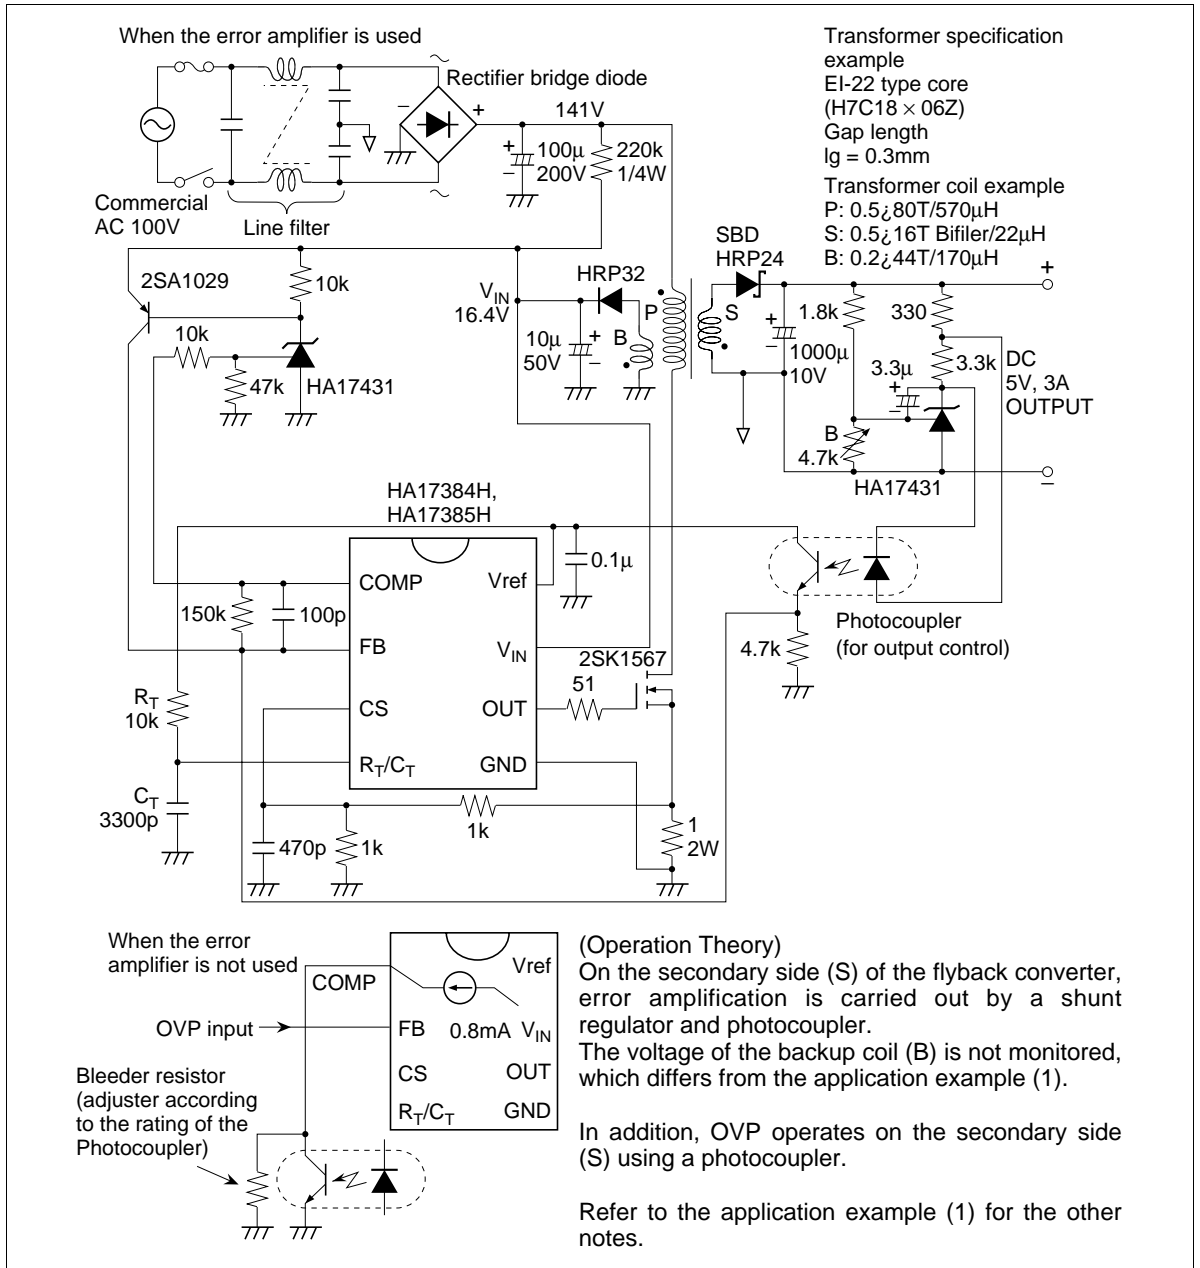 When the error amplifier is used
Rectifier bridge diode
~
~
−
+
141V
+
−
100μ
200V
220k
1/4W
Commercial
AC 100V
Line filter
Transformer specification
example
EI-22 type core
(H7C18 × 06Z)
Gap length
lg = 0.3mm
Transformer coil example
P: 0.5¿80T/570μH
S: 0.5¿16T Bifiler/22μH
B: 0.2¿44T/170μH
2SA1029
10k
10k
47k
HA17431
VIN
16.4V
HRP32
10μ
50V
+
−
B
P
S
SBD
HRP24
+
−
1000μ
10V
1.8k
330
3.3k
3.3μ
+
−
B
4.7k
HA17431
+
DC
5V, 3A
OUTPUT
−
HA17384H,
HA17385H
COMP
FB
CS
RT/CT
Vref
VIN
OUT
GND
0.1μ
150k
100p
RT
10k
CT
3300p
470p
1k
1k
51
2SK1567
1
2W
Photocoupler
(for output control)
4.7k
When the error
amplifier is not used
COMP
OVP input
FB
CS
RT/CT
0.8mA
Vref
VIN
OUT
GND
Bleeder resistor
(adjuster according
to the rating of the
Photocoupler)
(Operation Theory)
On the secondary side (S) of the flyback converter,
error amplification is carried out by a shunt
regulator and photocoupler.
The voltage of the backup coil (B) is not monitored,
which differs from the application example (1).
In addition, OVP operates on the secondary side
(S) using a photocoupler.
Refer to the application example (1) for the other
notes.